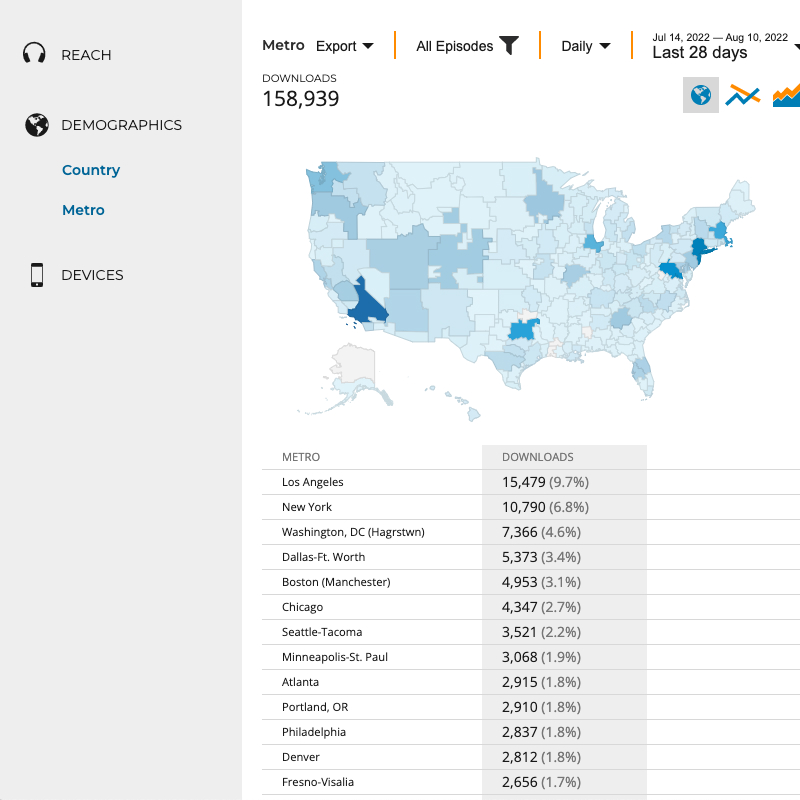 REACH
DEMOGRAPHICS
Country
Metro
DEVICES
Metro Export All Episodes Daily Jul 14, 2022 — Aug 10, 2022
Last 28 days
DOWNLOADS
158,939
METRO DOWNLOADS
Los Angeles 15,479 (9.7%)
New York 10,790 (6.8%)
Washington, DC (Hagrstwn) 7,366 (4.6%)
Dallas-Ft. Worth 5,373 (3.4%)
Boston (Manchester) 4,953 (3.1%)
Chicago 4,347 (2.7%)
Seattle-Tacoma 3,521 (2.2%)
Minneapolis-St. Paul 3,068 (1.9%)
Atlanta 2,915 (1.8%)
Portland, OR 2,910 (1.8%)
Philadelphia 2,837 (1.8%)
Denver 2,812 (1.8%)
Fresno-Visalia 2,656 (1.7%)